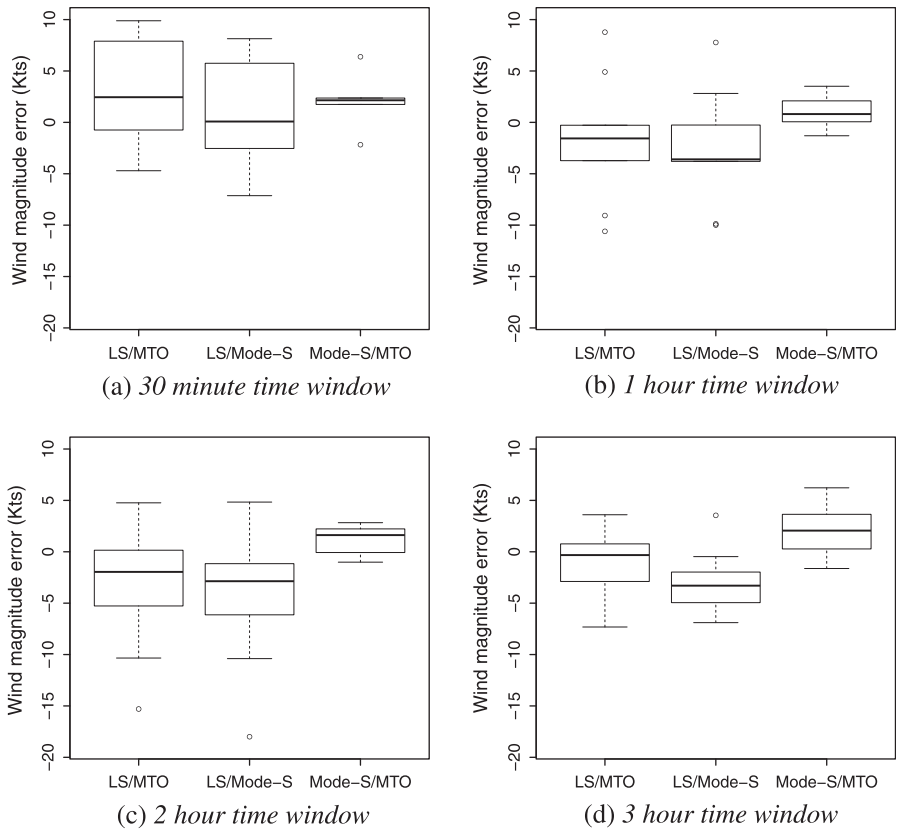 Wind magnitude error (Kts)
10
5
0
−5
−10
−15
−20
LS/MTO LS/Mode−S Mode−S/MTO
(a) 30 minute time window
Wind magnitude error (Kts)
10
5
0
−5
−10
−15
−20
LS/MTO LS/Mode−S Mode−S/MTO
(b) 1 hour time window
Wind magnitude error (Kts)
10
5
0
−5
−10
−15
−20
LS/MTO LS/Mode−S Mode−S/MTO
(c) 2 hour time window
Wind magnitude error (Kts)
10
5
0
−5
−10
−15
−20
LS/MTO LS/Mode−S Mode−S/MTO
(d) 3 hour time window